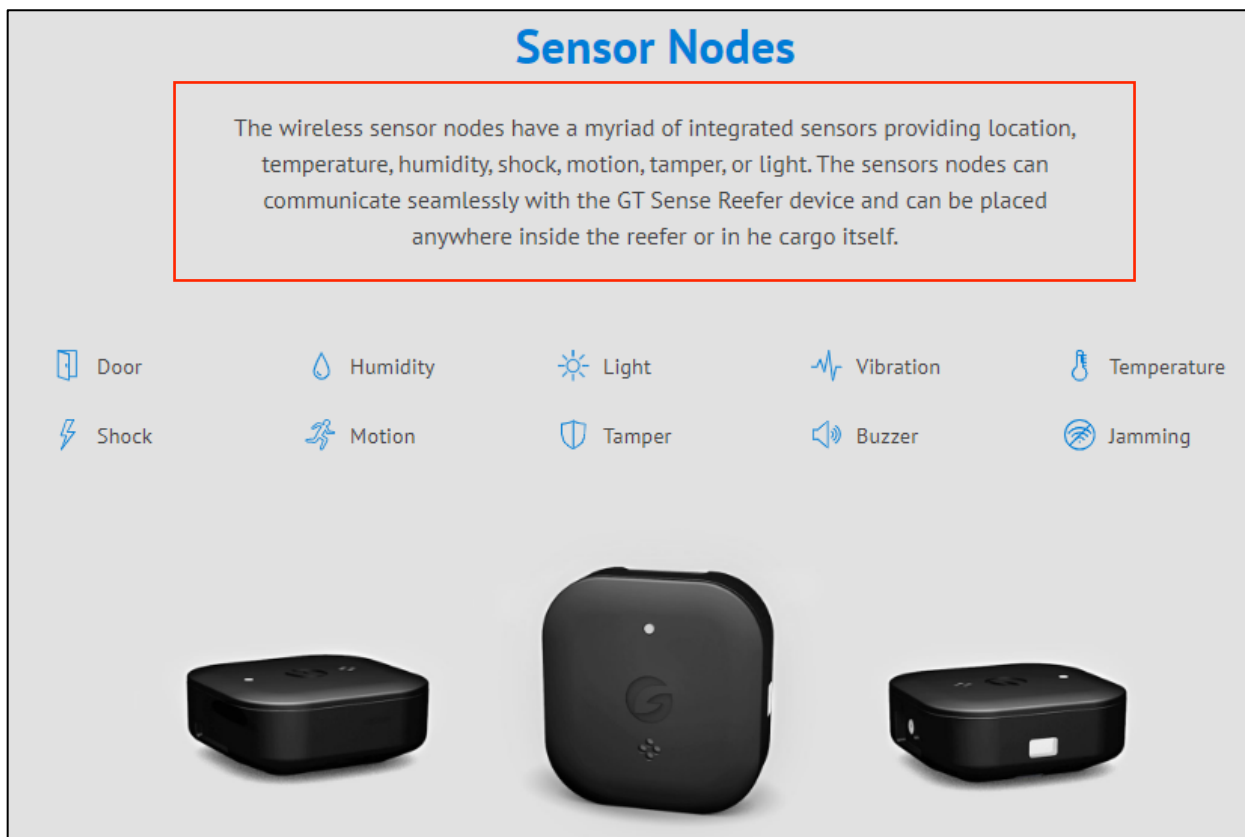 Sensor Nodes
The wireless sensor nodes have a myriad of integrated sensors providing location,
temperature, humidity, shock, motion, tamper, or light. The sensors nodes can
communicate seamlessly with the GT Sense Reefer device and can be placed
anywhere inside the reefer or in he cargo itself.
Door
Humidity
Light
Vibration
Temperature
Shock
Motion
Tamper
Buzzer
Jamming